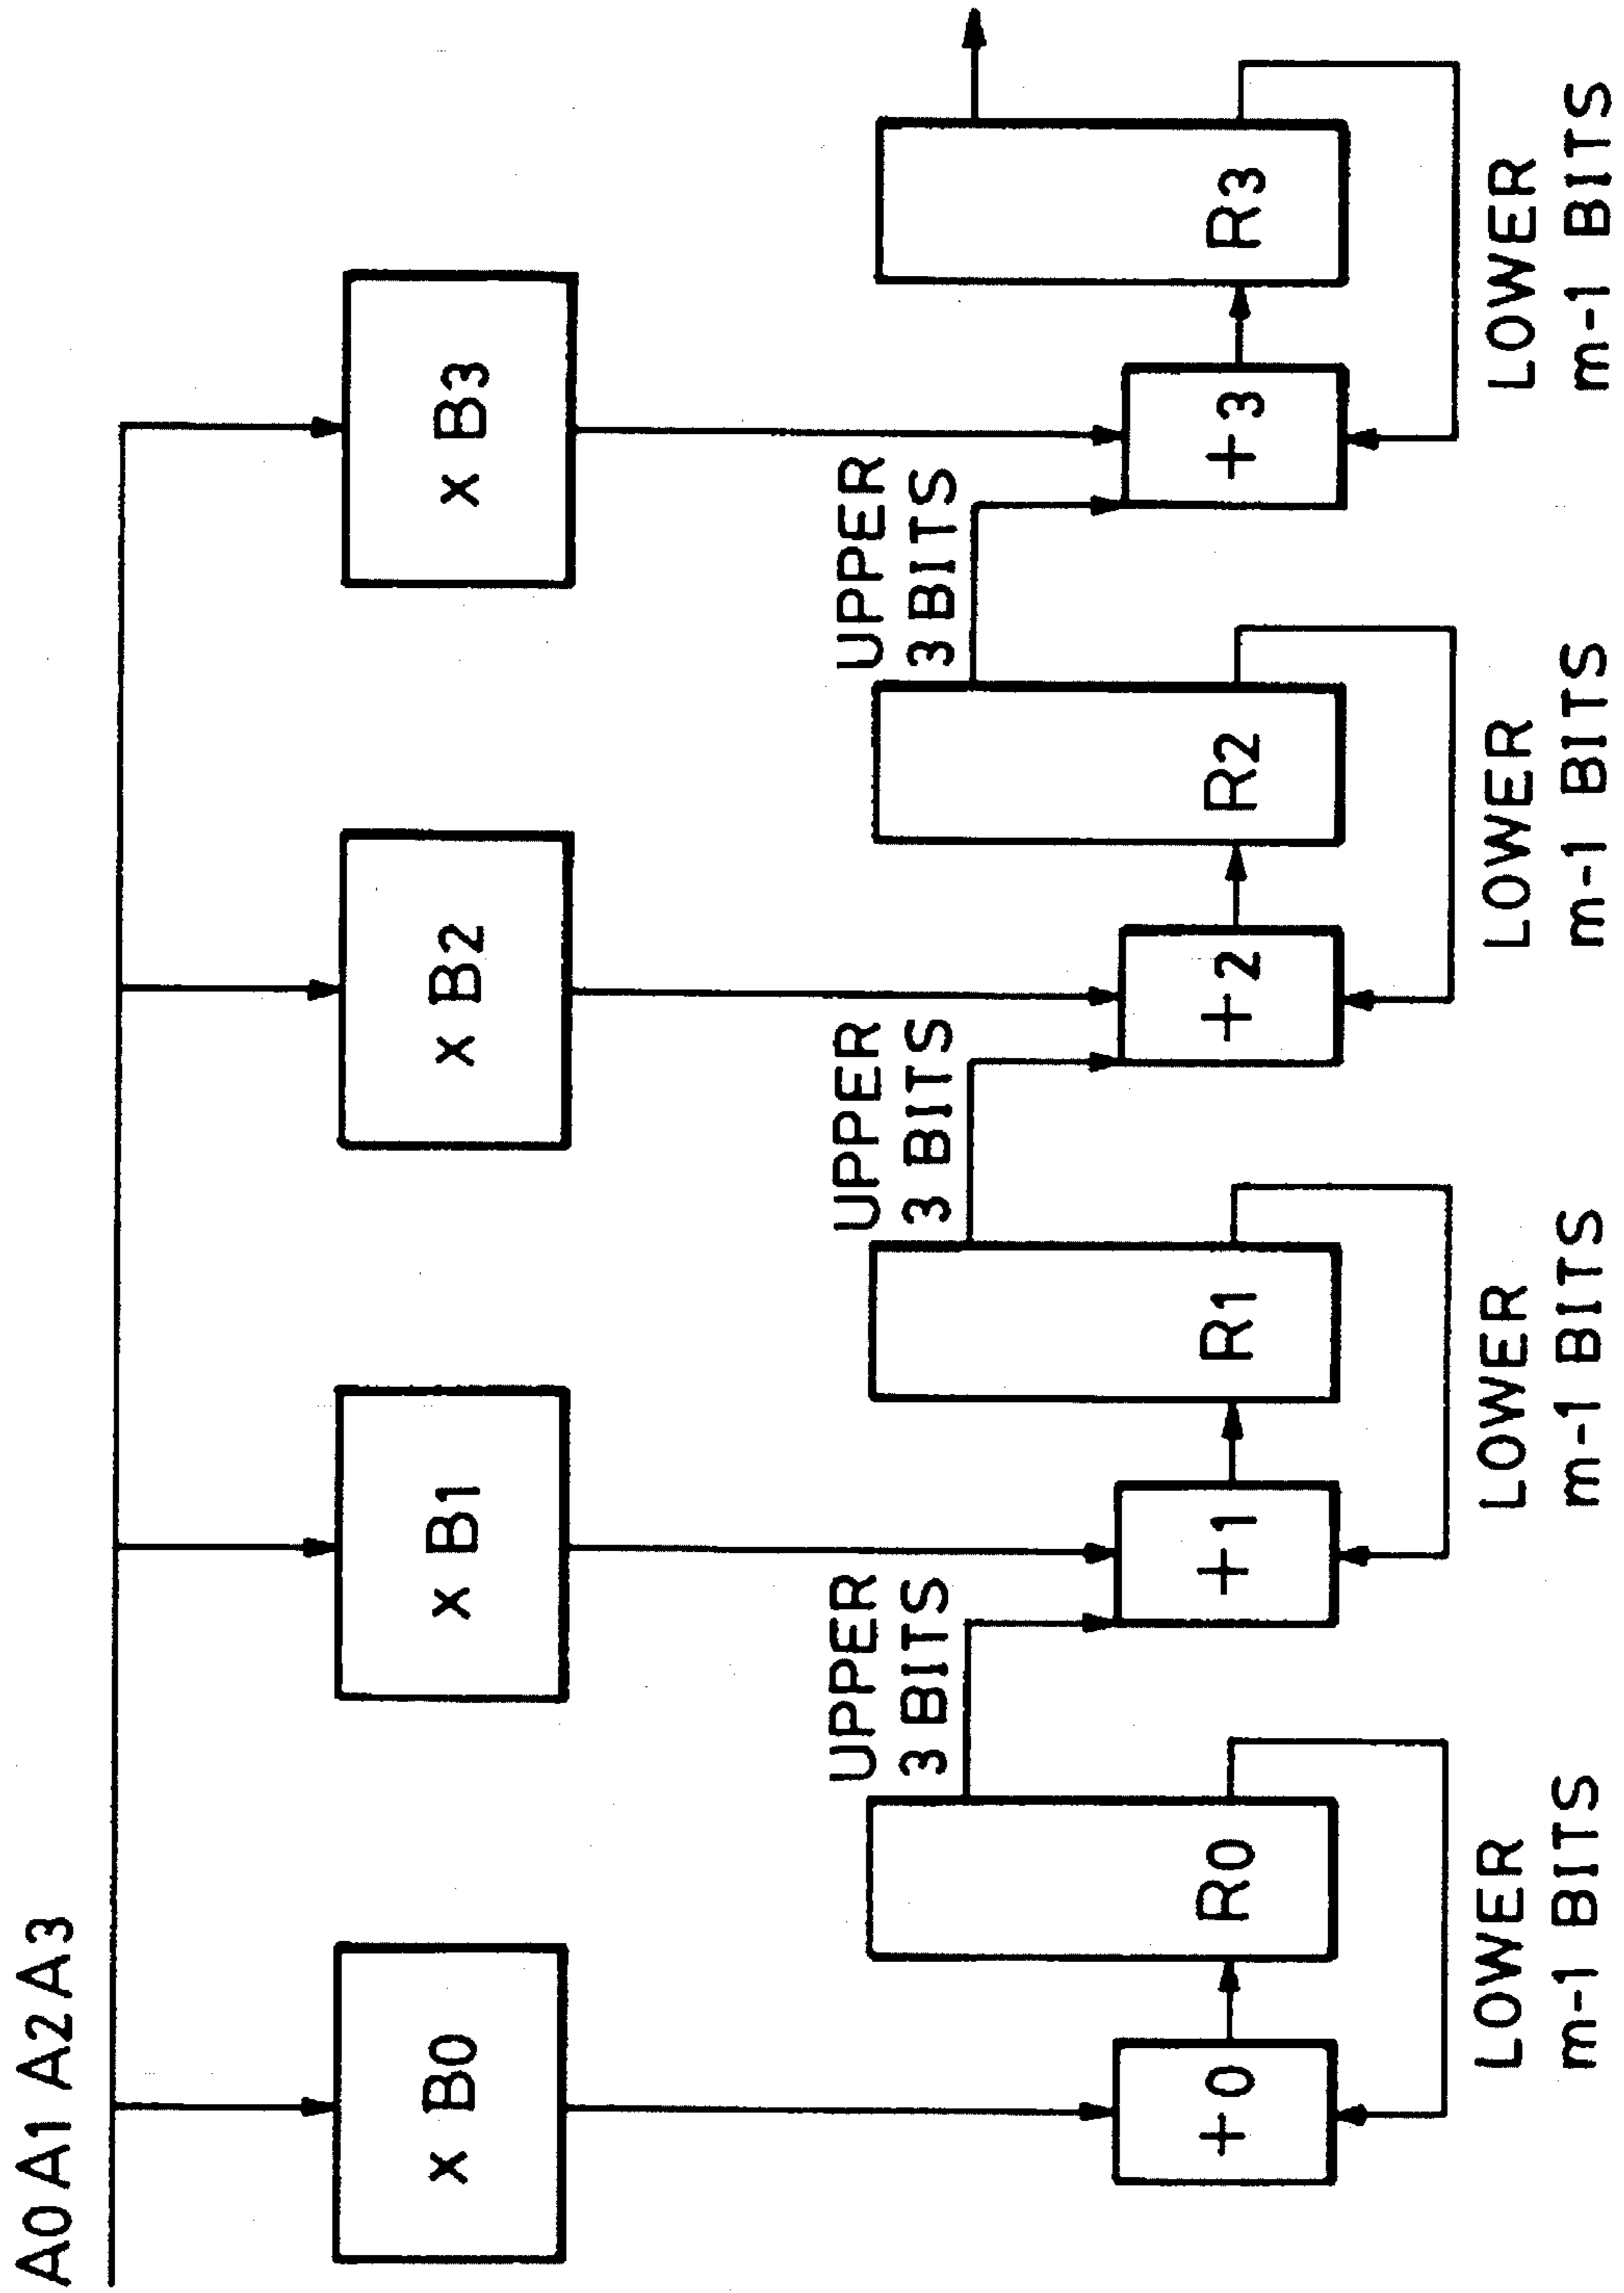 A0 A1 A2 A3
x B0
x B1
x B2
x B3
UPPER
3 BITS
UPPER
3 BITS
UPPER
3 BITS
+0
R0
+1
R1
+2
R2
+3
R3
LOWER
m-1 BITS
LOWER
m-1 BITS
LOWER
m-1 BITS
LOWER
m-1 BITS